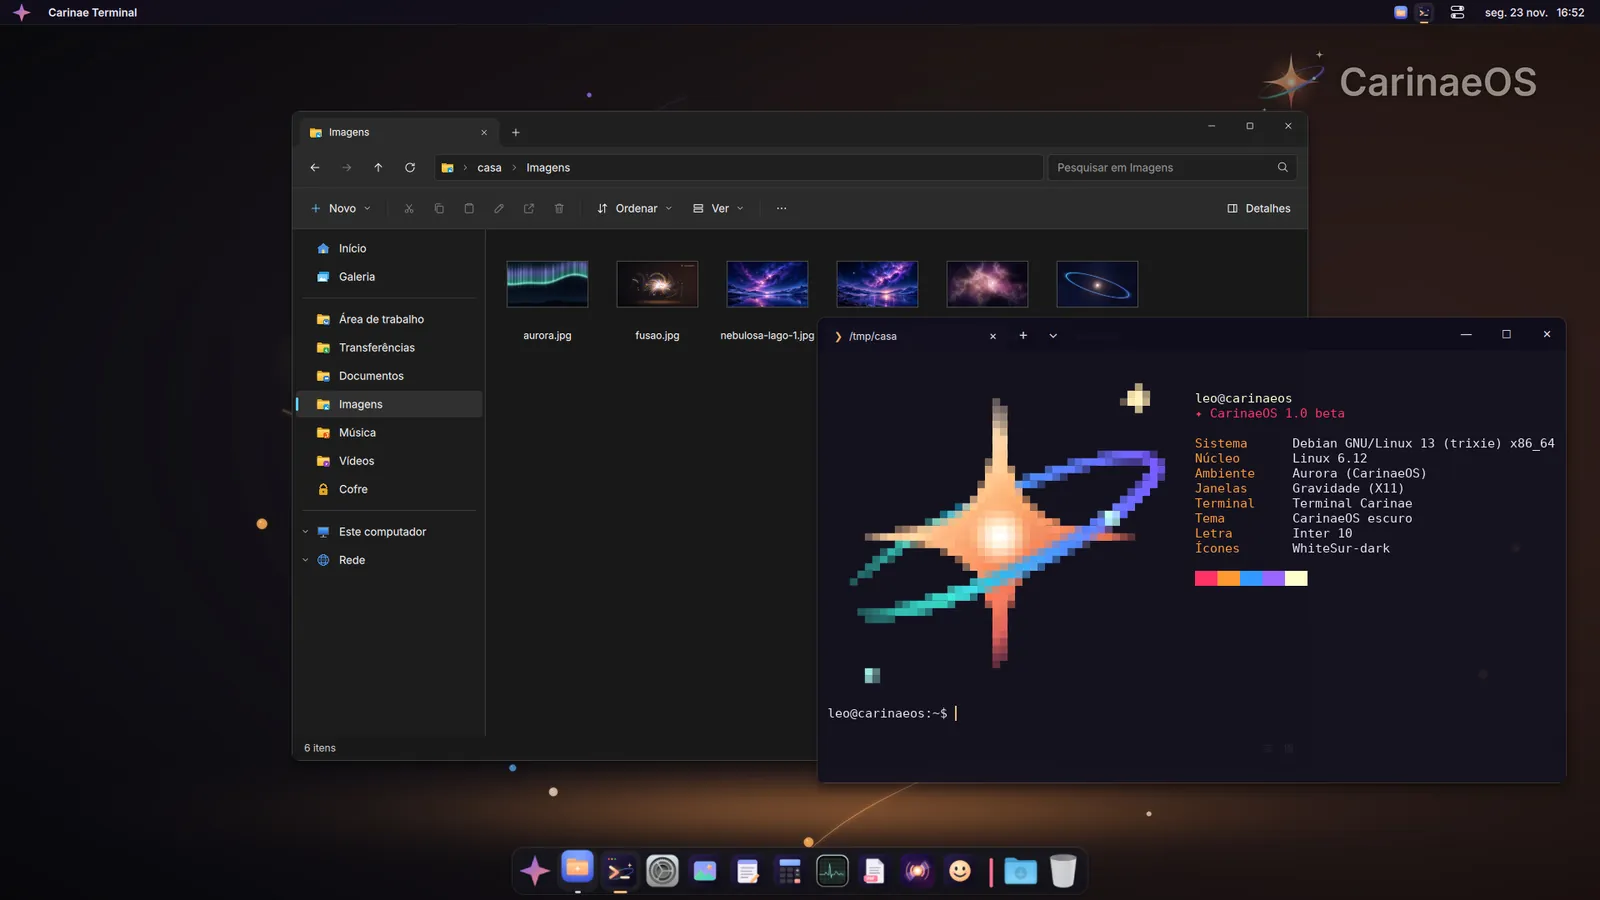 Carinae Terminal
seg. 23 nov. 16:52
CarinaeOS
Imagens
casa
Imagens
Pesquisar em Imagens
Novo
Ordenar
Ver
Detalhes
Início
Galeria
Área de trabalho
Transferências
Documentos
Imagens
Música
Vídeos
Cofre
Este computador
Rede
aurora.jpg
fusao.jpg
nebulosa-lago-1.jpg
6 itens
/tmp/casa
leo@carinaeos
✦ CarinaeOS 1.0 beta
Sistema Debian GNU/Linux 13 (trixie) x86_64
Núcleo Linux 6.12
Ambiente Aurora (CarinaeOS)
Janelas Gravidade (X11)
Terminal Terminal Carinae
Tema CarinaeOS escuro
Letra Inter 10
Ícones WhiteSur-dark
leo@carinaeos:~$